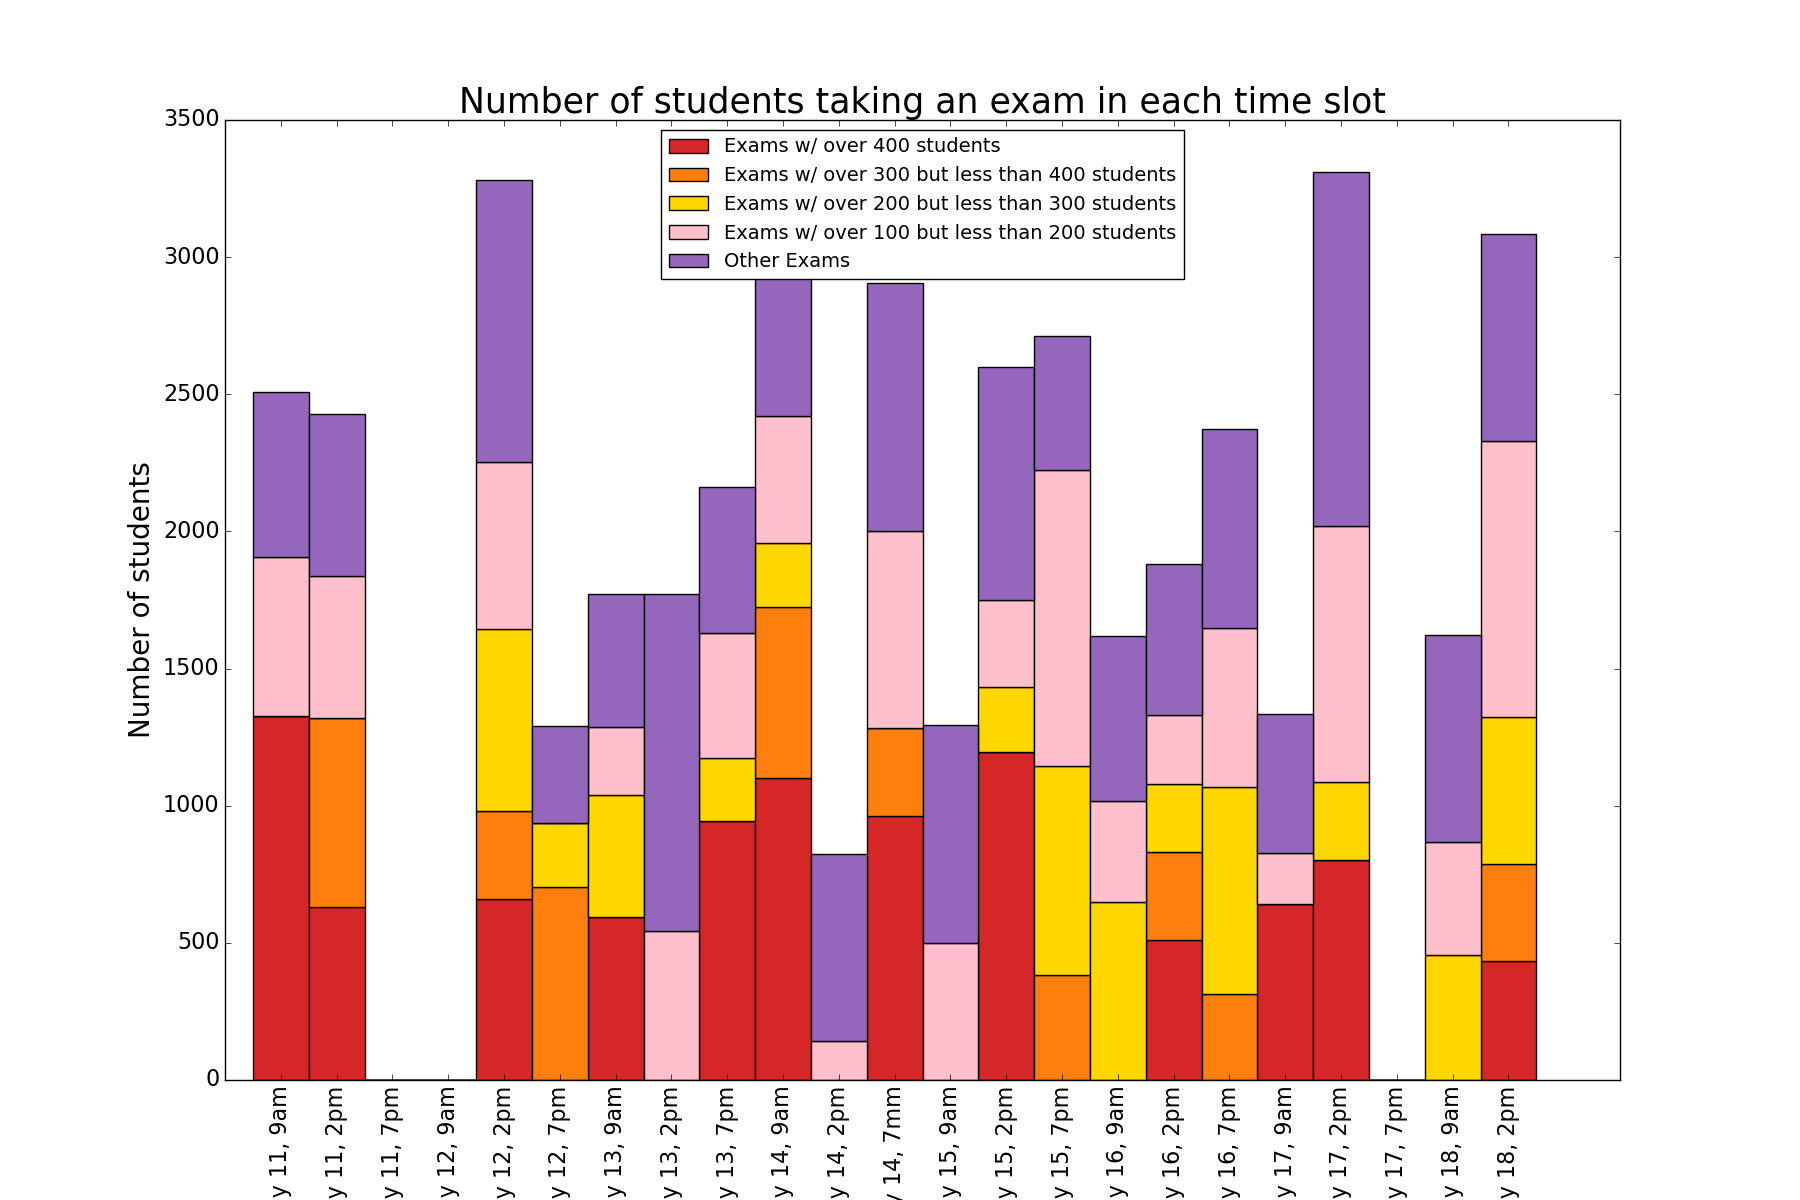 Number of students taking an exam in each time slot
Exams w/ over 400 students
Exams w/ over 300 but less than 400 students
Exams w/ over 200 but less than 300 students
Exams w/ over 100 but less than 200 students
Other Exams
Number of students
3500
3000
2500
2000
1500
1000
500
0
y 11, 9am
y 11, 2pm
y 11, 7pm
y 12, 9am
y 12, 2pm
y 12, 7pm
y 13, 9am
y 13, 2pm
y 13, 7pm
y 14, 9am
y 14, 2pm
y 14, 7mm
y 15, 9am
y 15, 2pm
y 15, 7pm
y 16, 9am
y 16, 2pm
y 16, 7pm
y 17, 9am
y 17, 2pm
y 17, 7pm
y 18, 9am
y 18, 2pm